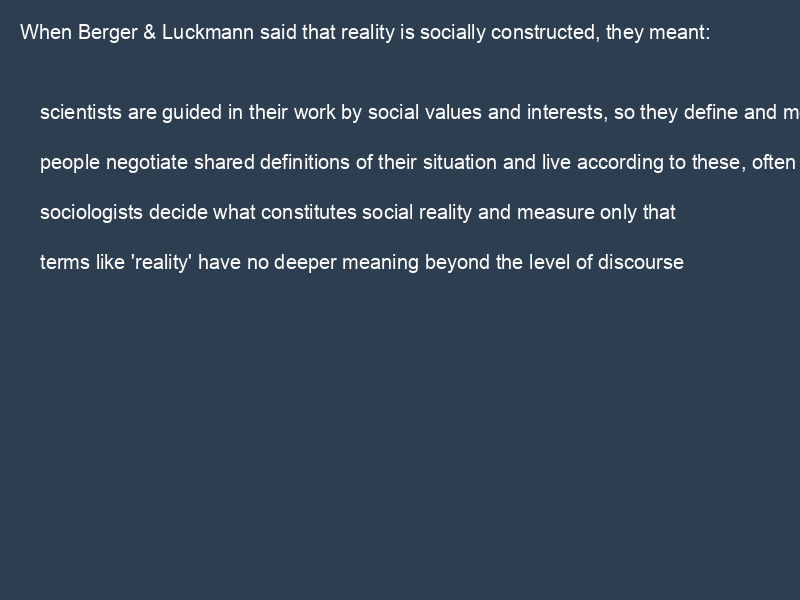 When Berger & Luckmann said that reality is socially constructed, they meant:
scientists are guided in their work by social values and interests, so they define and
people negotiate shared definitions of their situation and live according to these, often
sociologists decide what constitutes social reality and measure only that
terms like 'reality' have no deeper meaning beyond the level of discourse